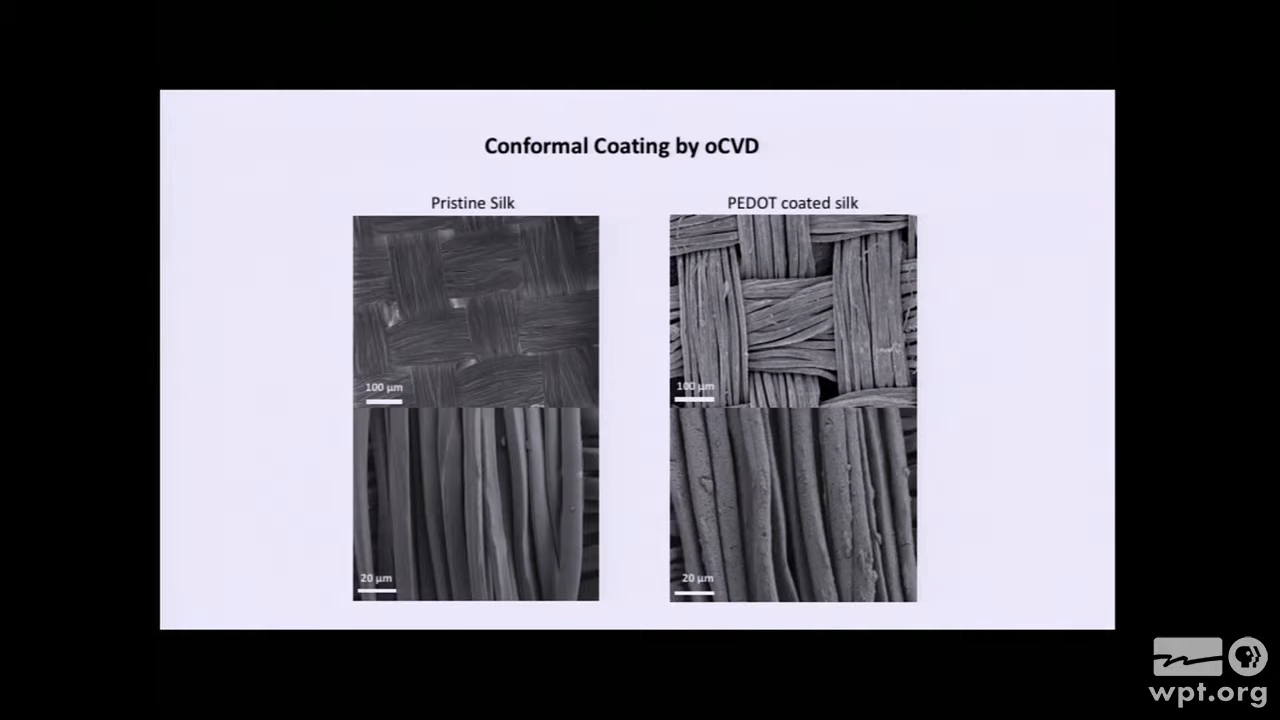 Conformal Coating by oCVD
Pristine Silk
PEDOT coated silk
100 µm
100 µm
20 µm
20 µm
wpt.org